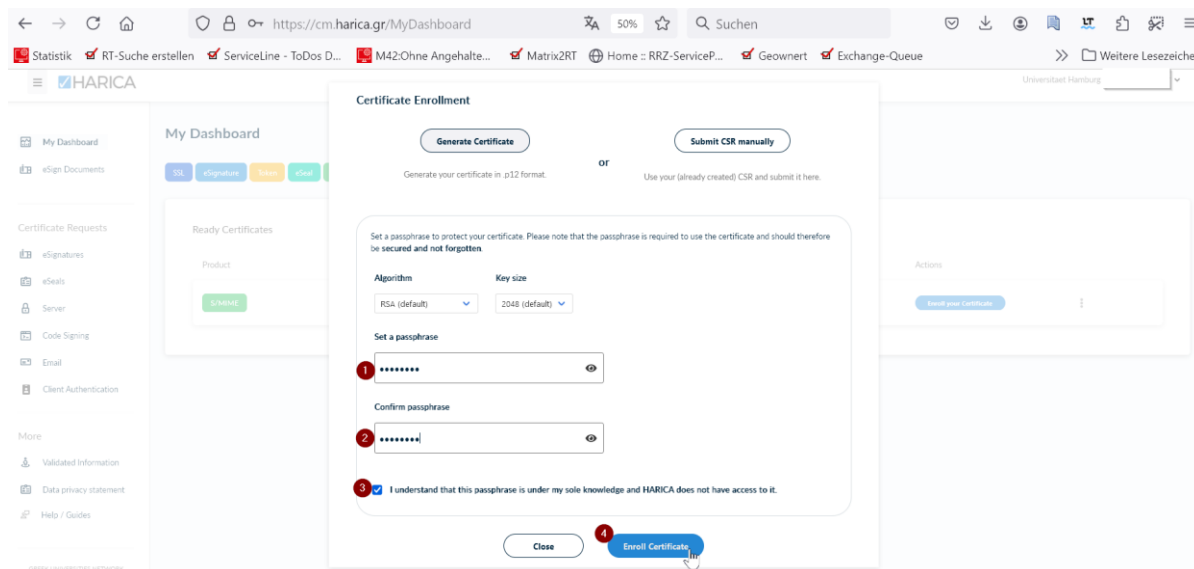 https://cm.harica.gr/MyDashboard
50%
Suchen
Statistik
RT-Suche erstellen
ServiceLine - ToDos D...
M42:Ohne Angehalte...
Matrix2RT
Home :: RRZ-ServiceP...
Geownert
Exchange-Queue
Weitere Lesezeiche
HARICA
Universitaet Hamburg
My Dashboard
eSign Documents
Certificate Requests
eSignatures
eSeals
Server
Code Signing
Email
Client Authentication
More
Validated Information
Data privacy statement
Help / Guides
My Dashboard
SSL
eSignature
Token
eSeal
Ready Certificates
Product
S/MIME
Actions
Enroll your Certificate
Certificate Enrollment
Generate Certificate
or
Submit CSR manually
Generate your certificate in .p12 format.
Use your (already created) CSR and submit it here.
Set a passphrase to protect your certificate. Please note that the passphrase is required to use the certificate and should therefore
be secured and not forgotten.
Algorithm
Key size
RSA (default)
2048 (default)
Set a passphrase
1
Confirm passphrase
2
3
I understand that this passphrase is under my sole knowledge and HARICA does not have access to it.
4
Close
Enroll Certificate